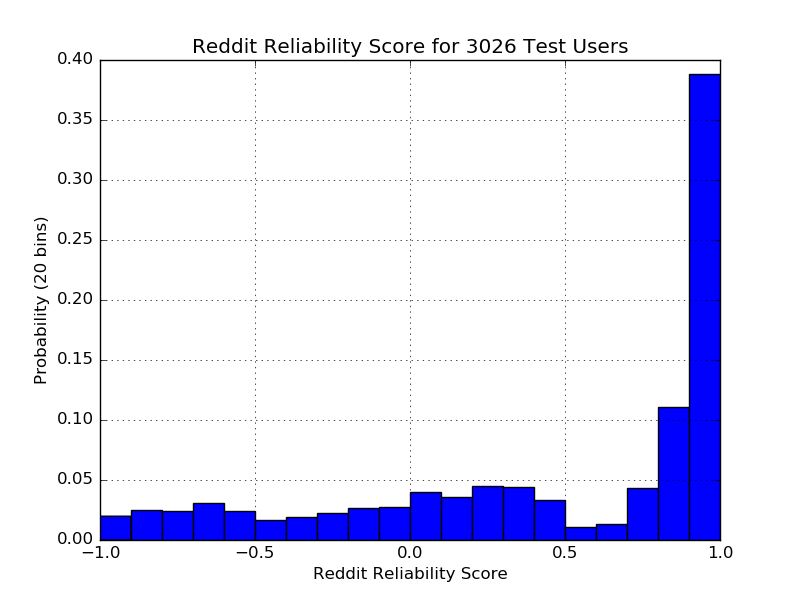 Reddit Reliability Score for 3026 Test Users
0.40
0.35
0.30
0.25
0.20
0.15
0.10
0.05
0.00
Probability (20 bins)
−1.0 −0.5 0.0 0.5 1.0
Reddit Reliability Score